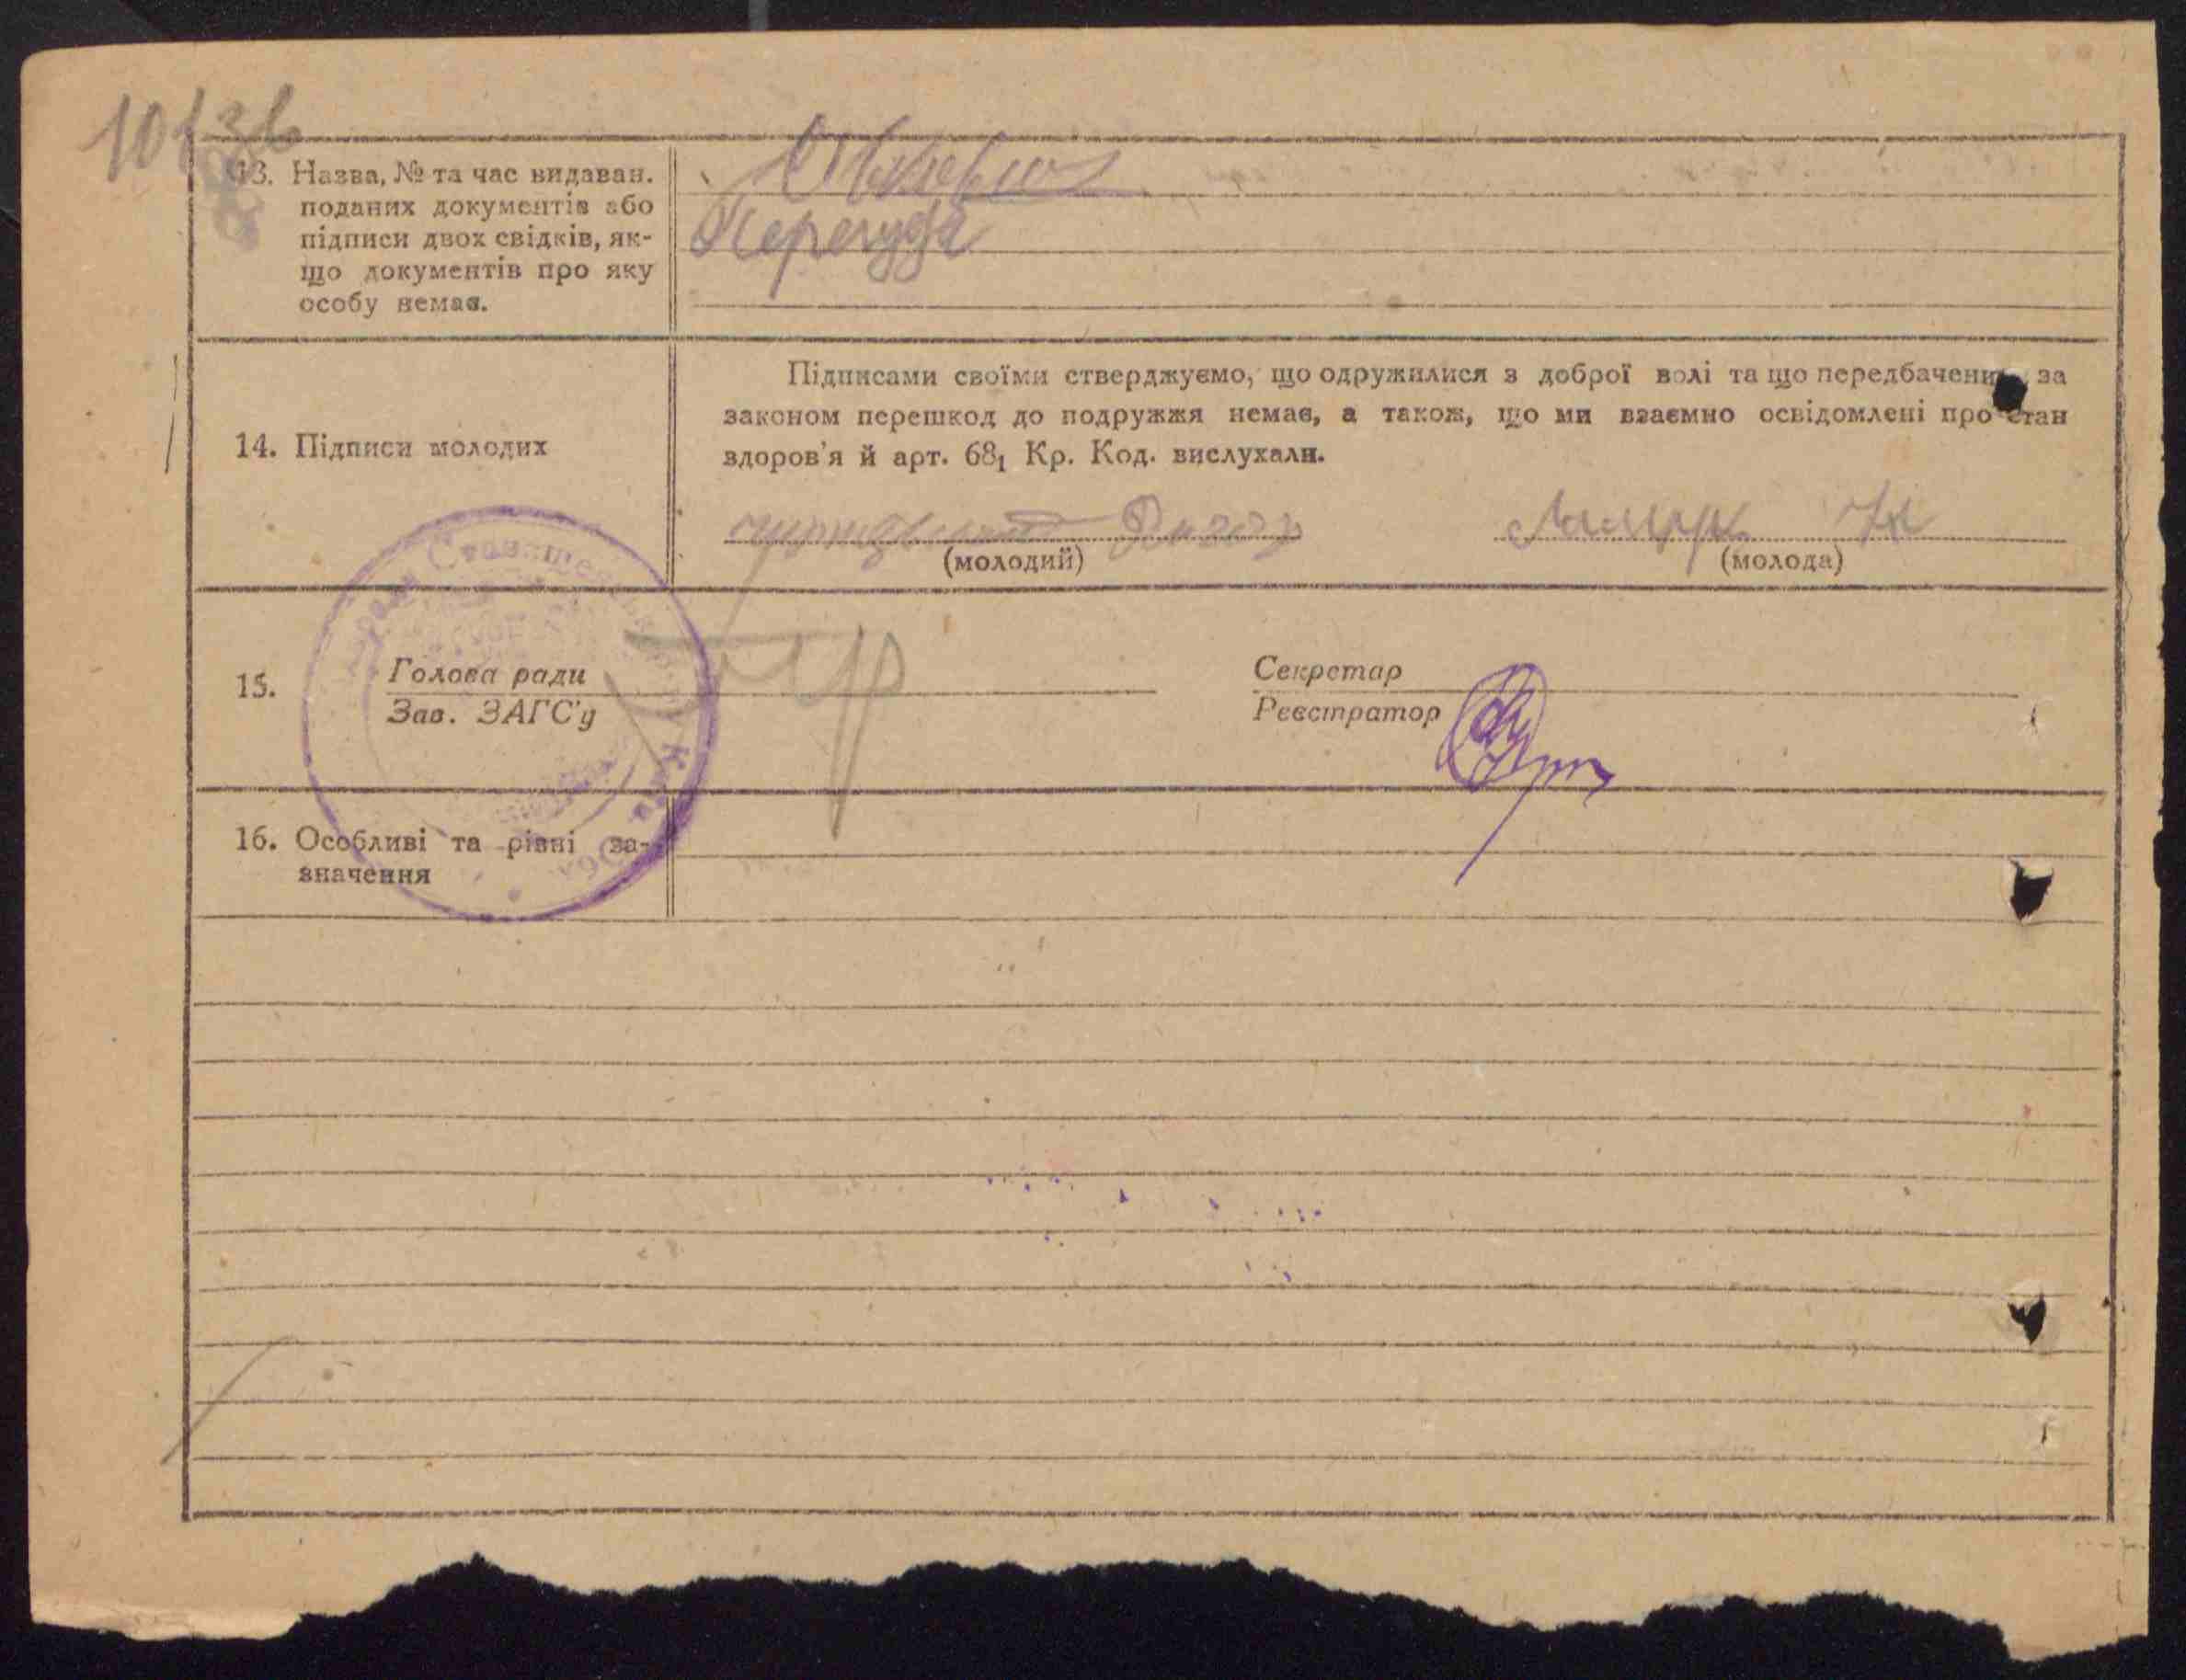 13. Назва, № та час видаван.
поданих документів або
підписи двох свідків, як-
що документів про яку
особу немає.
Перегуда
14. Підписи молодих
Підписами своїми стверджуємо, що одружилися з доброї волі та що передбачених за
законом перешкод до подружжя немає, а також, що ми взаємно освідомлені про стан
здоров'я й арт. 68₁ Кр. Код. вислухали.
(молодий)
(молода)
15.
Голова ради
Зав. ЗАГС'у
Секретар
Реєстратор
16. Особливі та рівні за-
значення